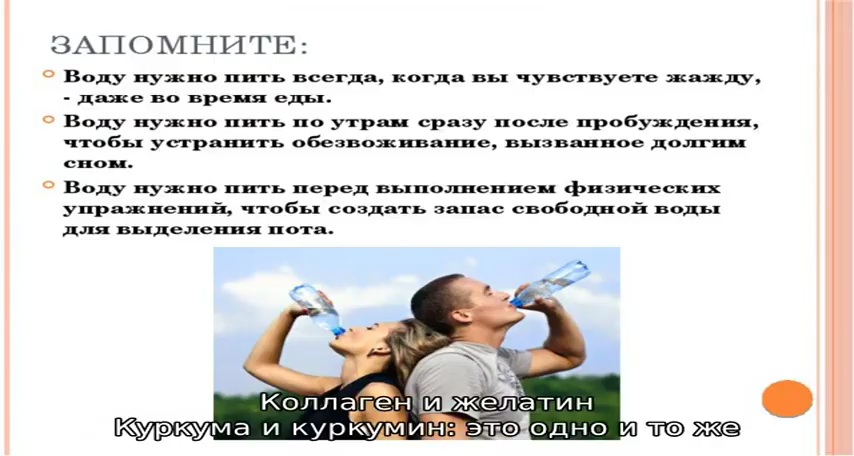 ЗАПОМНИТЕ:
Воду нужно пить всегда, когда вы чувствуете жажду,
- даже во время еды.
Воду нужно пить по утрам сразу после пробуждения,
чтобы устранить обезвоживание, вызванное долгим
сном.
Воду нужно пить перед выполнением физических
упражнений, чтобы создать запас свободной воды
для выделения пота.
Коллаген и желатин
Куркума и куркумин: это одно и то же